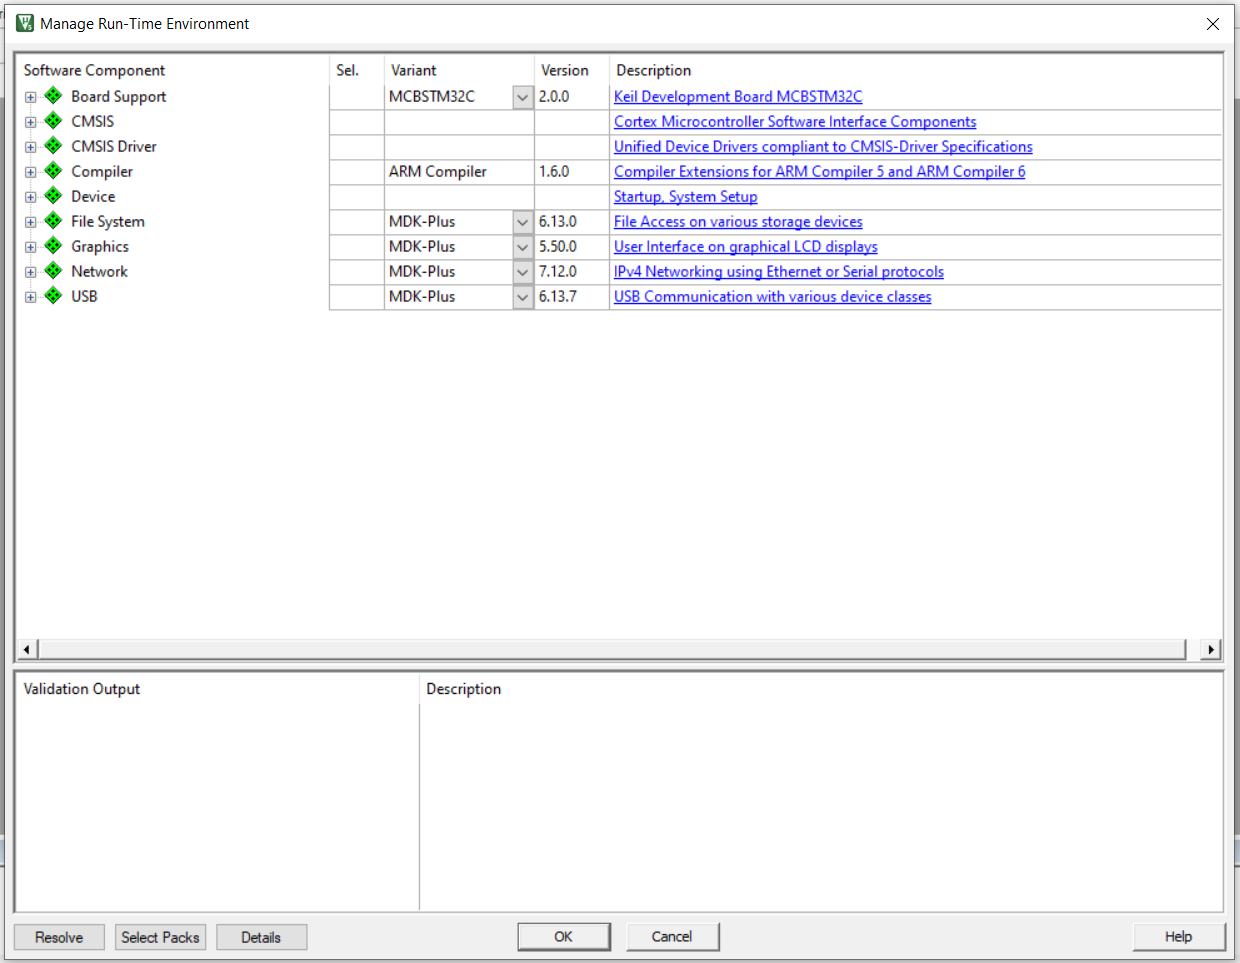 Manage Run-Time Environment
Software Component Sel. Variant Version Description
Board Support MCBSTM32C 2.0.0 Keil Development Board MCBSTM32C
CMSIS Cortex Microcontroller Software Interface Components
CMSIS Driver Unified Device Drivers compliant to CMSIS-Driver Specifications
Compiler ARM Compiler 1.6.0 Compiler Extensions for ARM Compiler 5 and ARM Compiler 6
Device Startup, System Setup
File System MDK-Plus 6.13.0 File Access on various storage devices
Graphics MDK-Plus 5.50.0 User Interface on graphical LCD displays
Network MDK-Plus 7.12.0 IPv4 Networking using Ethernet or Serial protocols
USB MDK-Plus 6.13.7 USB Communication with various device classes
Validation Output Description
Resolve Select Packs Details OK Cancel Help